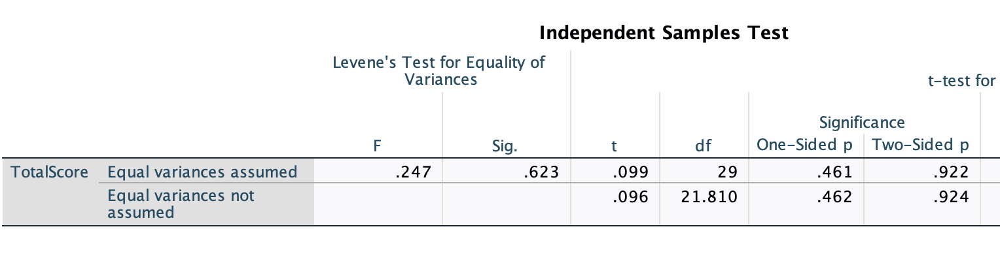 Independent Samples Test
Levene's Test for Equality of
Variances
t-test for
Significance
F Sig. t df One-Sided p Two-Sided p
TotalScore Equal variances assumed .247 .623 .099 29 .461 .922
Equal variances not .096 21.810 .462 .924
assumed